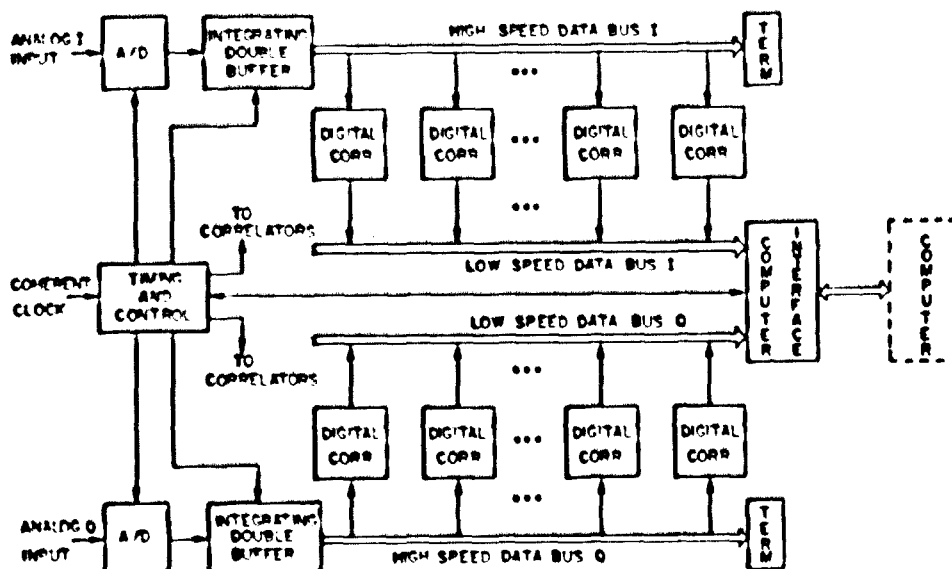 ANALOG I
INPUT
A/D
INTEGRATING
DOUBLE
BUFFER
HIGH SPEED DATA BUS I
TERM
DIGITAL
CORR
DIGITAL
CORR
DIGITAL
CORR
DIGITAL
CORR
TO
CORRELATORS
LOW SPEED DATA BUS I
COHERENT
CLOCK
TIMING
AND
CONTROL
COMPUTER
INTERFACE
COMPUTER
LOW SPEED DATA BUS Q
TO
CORRELATORS
DIGITAL
CORR
DIGITAL
CORR
DIGITAL
CORR
DIGITAL
CORR
ANALOG Q
INPUT
A/D
INTEGRATING
DOUBLE
BUFFER
HIGH SPEED DATA BUS Q
TERM